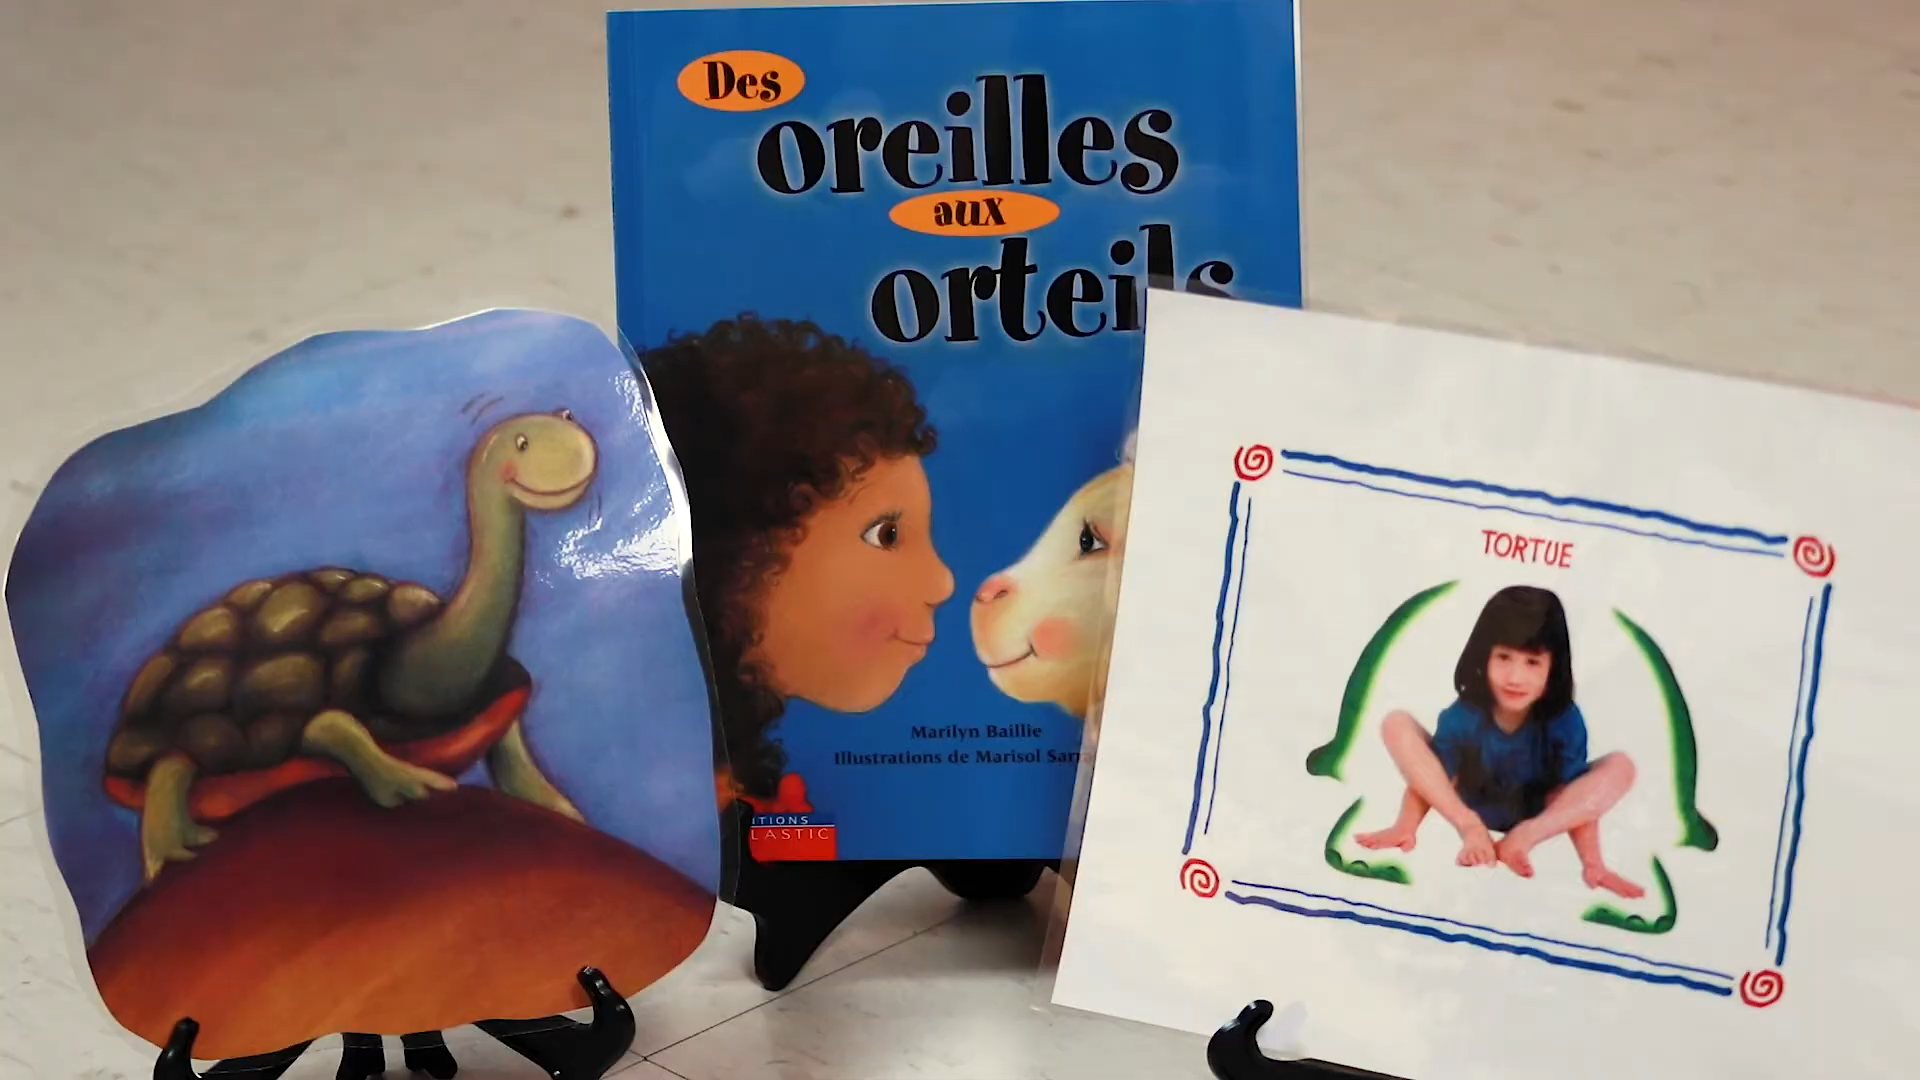 Des
oreilles
aux
orteils
TORTUE
Marilyn Baillie
Illustrations de Marisol